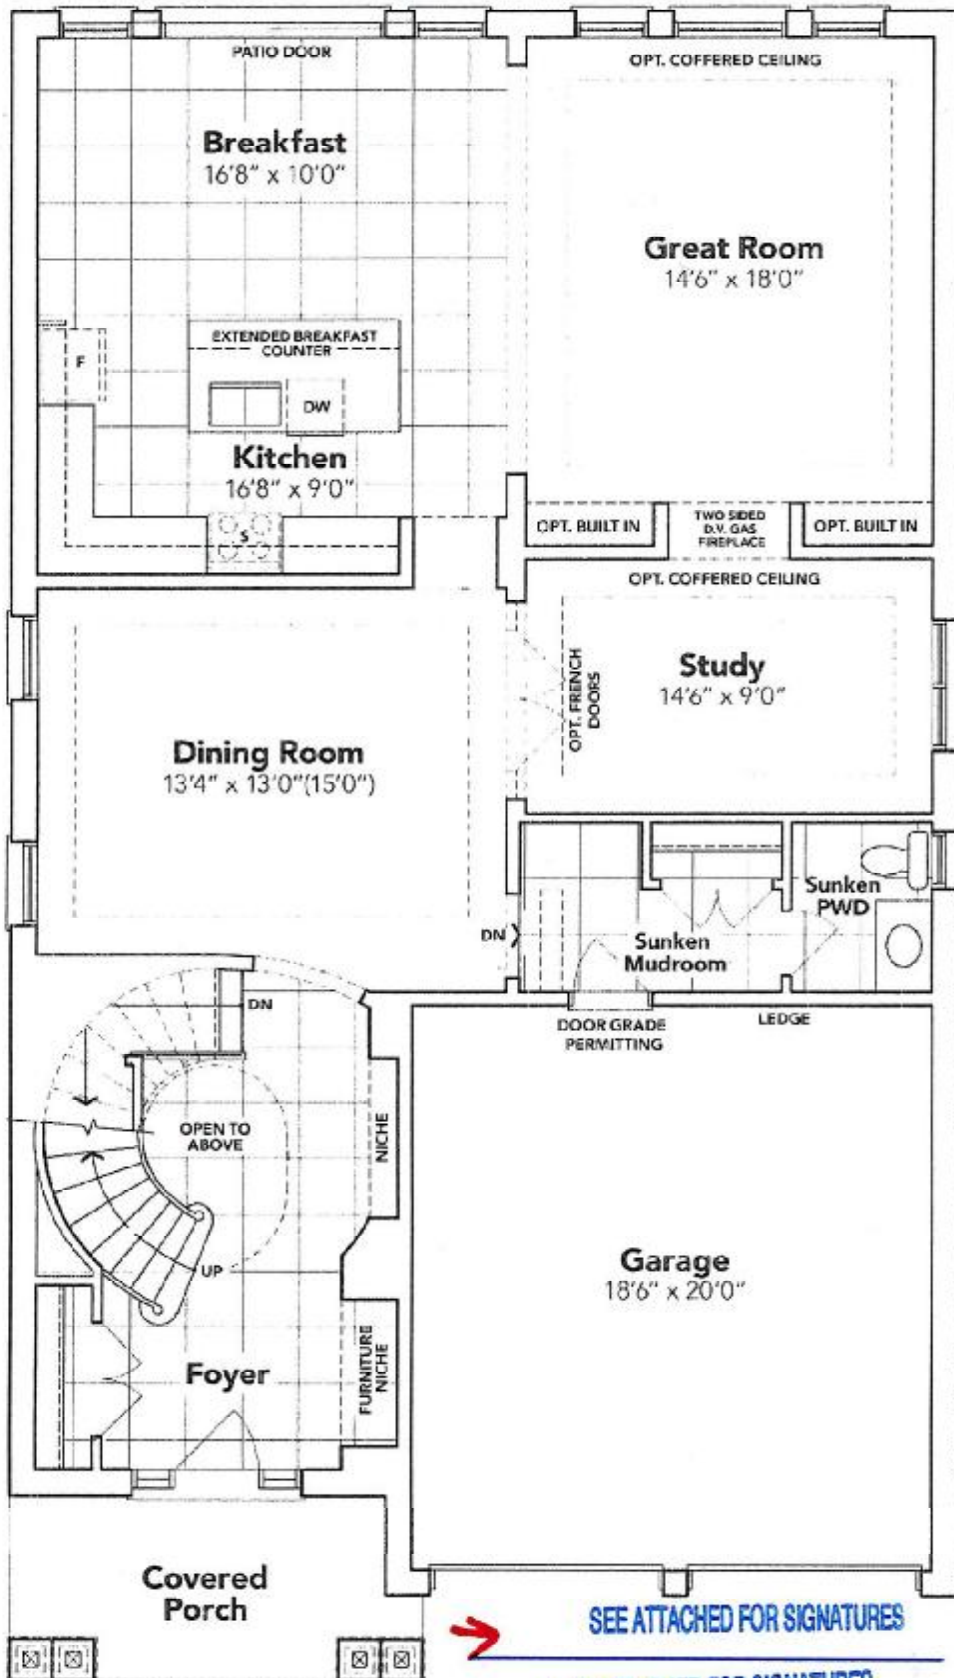 PATIO DOOR
OPT. COFFERED CEILING
Breakfast
16'8" x 10'0"
Great Room
14'6" x 18'0"
EXTENDED BREAKFAST
COUNTER
F
DW
Kitchen
16'8" x 9'0"
S
OPT. BUILT IN
TWO SIDED
D.V. GAS
FIREPLACE
OPT. BUILT IN
OPT. COFFERED CEILING
OPT. FRENCH
DOORS
Study
14'6" x 9'0"
Dining Room
13'4" x 13'0"(15'0")
DN
Sunken
Mudroom
Sunken
PWD
DN
DOOR GRADE
PERMITTING
LEDGE
OPEN TO
ABOVE
NICHE
UP
Garage
18'6" x 20'0"
Foyer
FURNITURE
NICHE
Covered
Porch
SEE ATTACHED FOR SIGNATURES
FOR SIGNATURES